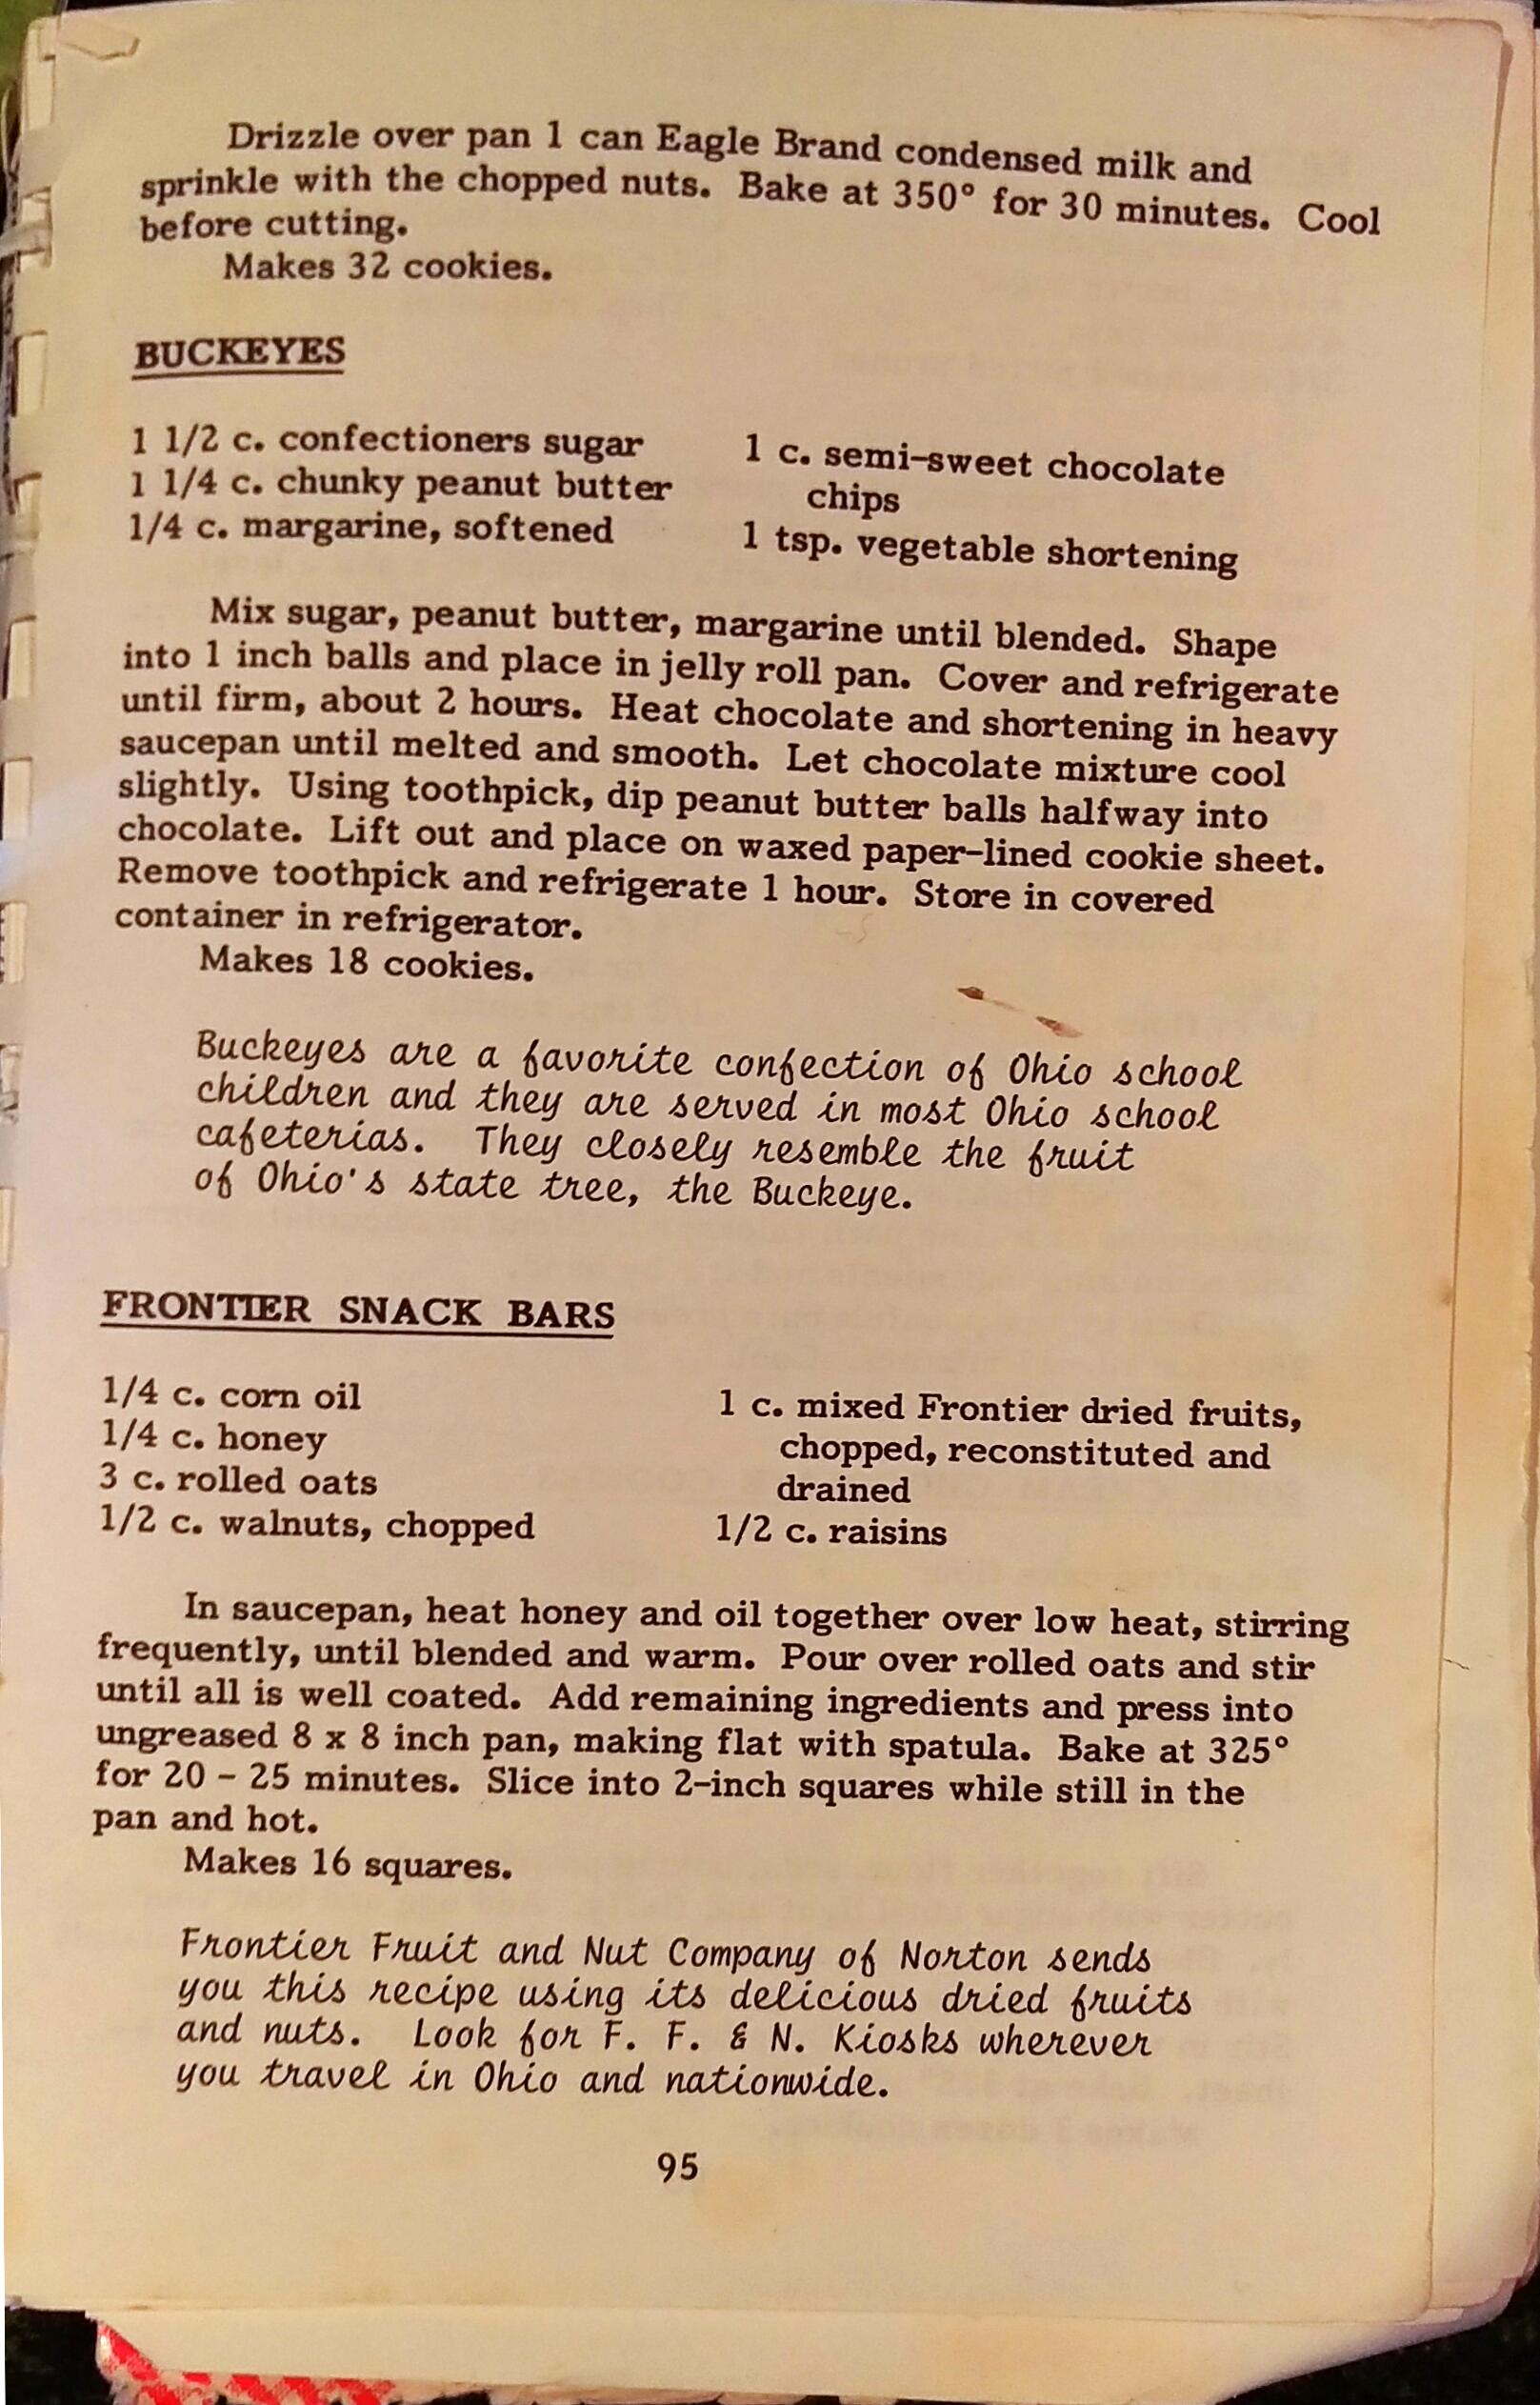 Drizzle over pan 1 can Eagle Brand condensed milk and
sprinkle with the chopped nuts. Bake at 350° for 30 minutes. Cool
before cutting.
Makes 32 cookies.
BUCKEYES
1 1/2 c. confectioners sugar
1 1/4 c. chunky peanut butter
1/4 c. margarine, softened
1 c. semi-sweet chocolate
chips
1 tsp. vegetable shortening
Mix sugar, peanut butter, margarine until blended. Shape
into 1 inch balls and place in jelly roll pan. Cover and refrigerate
until firm, about 2 hours. Heat chocolate and shortening in heavy
saucepan until melted and smooth. Let chocolate mixture cool
slightly. Using toothpick, dip peanut butter balls halfway into
chocolate. Lift out and place on waxed paper-lined cookie sheet.
Remove toothpick and refrigerate 1 hour. Store in covered
container in refrigerator.
Makes 18 cookies.
Buckeyes are a favorite confection of Ohio school
children and they are served in most Ohio school
cafeterias. They closely resemble the fruit
of Ohio's state tree, the Buckeye.
FRONTIER SNACK BARS
1/4 c. corn oil
1/4 c. honey
3 c. rolled oats
1/2 c. walnuts, chopped
1 c. mixed Frontier dried fruits,
chopped, reconstituted and
drained
1/2 c. raisins
In saucepan, heat honey and oil together over low heat, stirring
frequently, until blended and warm. Pour over rolled oats and stir
until all is well coated. Add remaining ingredients and press into
ungreased 8 x 8 inch pan, making flat with spatula. Bake at 325°
for 20 - 25 minutes. Slice into 2-inch squares while still in the
pan and hot.
Makes 16 squares.
Frontier Fruit and Nut Company of Norton sends
you this recipe using its delicious dried fruits
and nuts. Look for F. F. & N. Kiosks wherever
you travel in Ohio and nationwide.
95